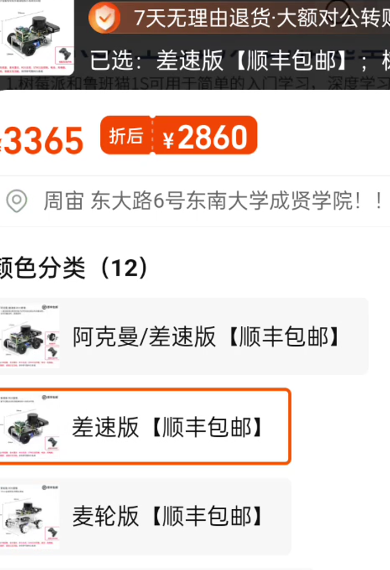 7天无理由退货·大额对公转
已选：差速版【顺丰包邮】；
1.树莓派和鲁班猫1S可用于简单的入门学习，深度学习
3365 折后 ¥2860
周宙 东大路6号东南大学成贤学院！！
颜色分类（12）
阿克曼/差速版【顺丰包邮】
差速版【顺丰包邮】
麦轮版【顺丰包邮】